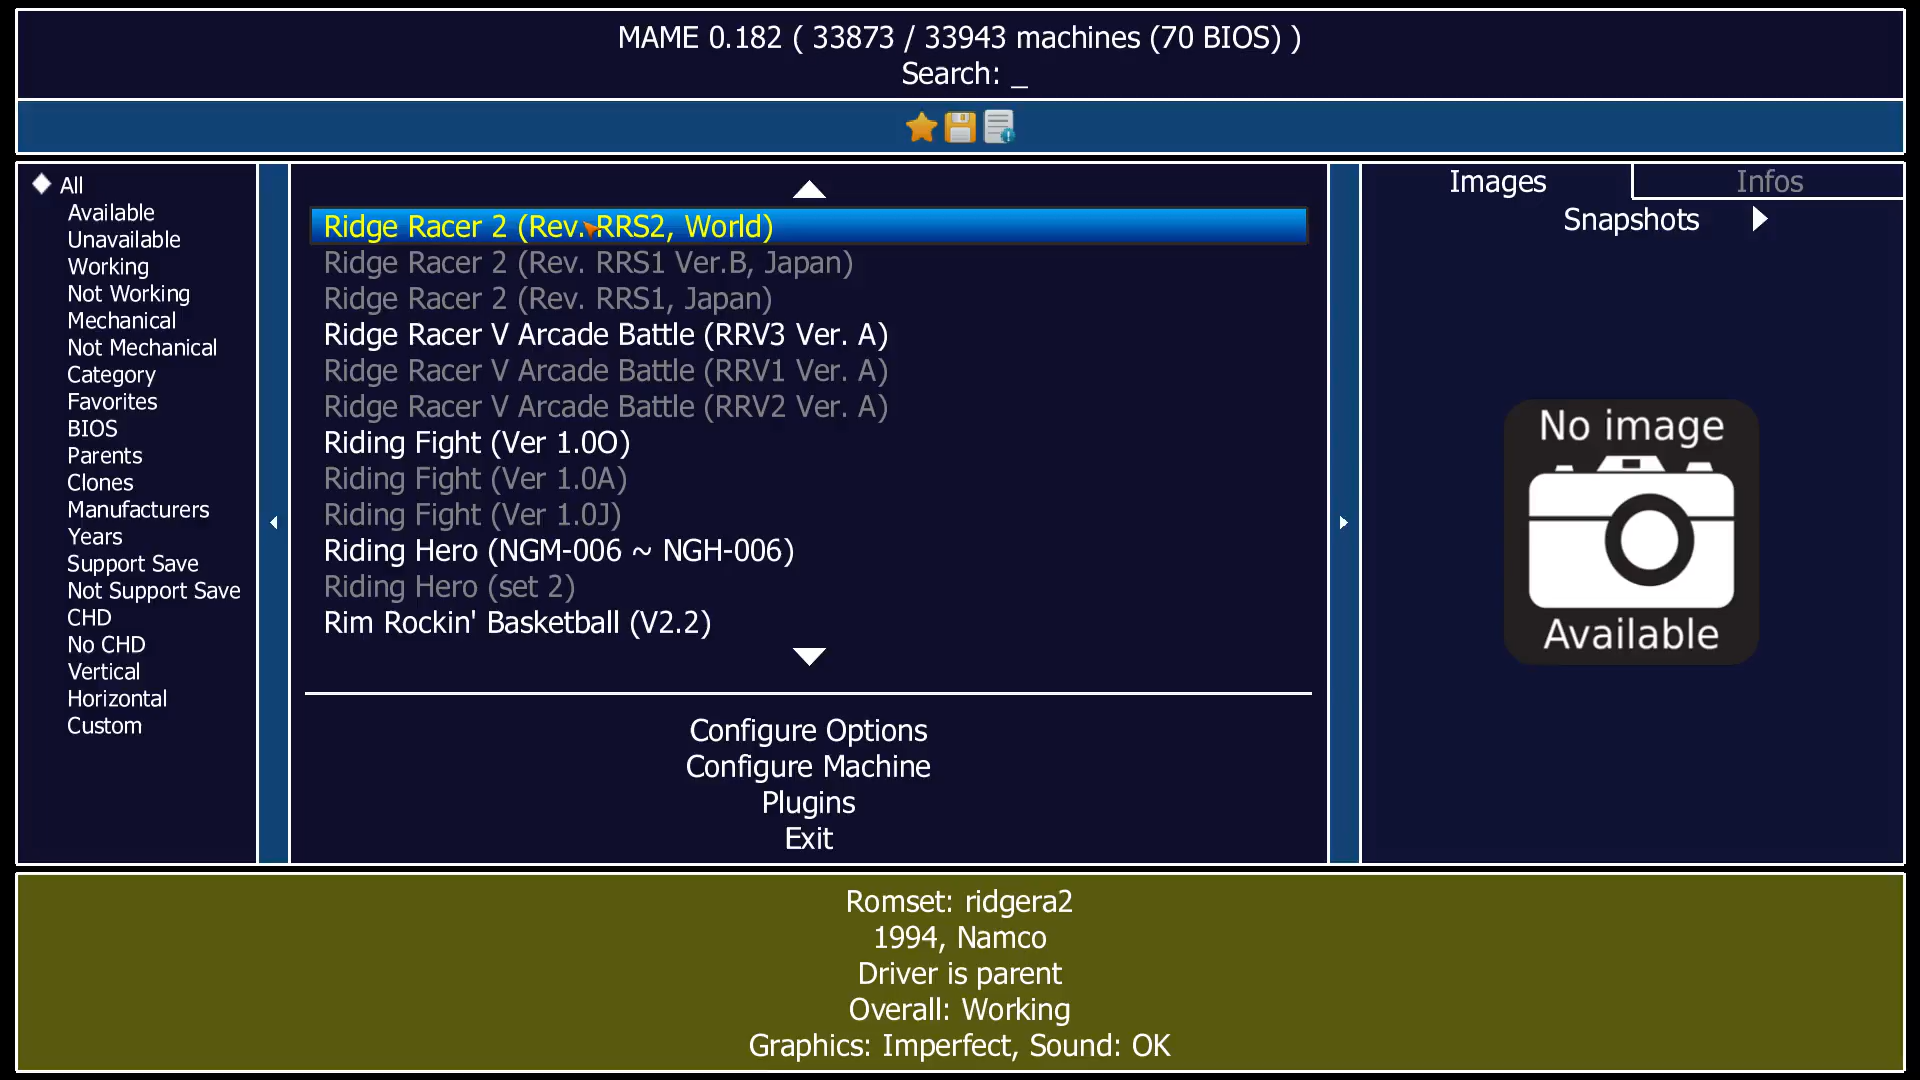 MAME 0.182 ( 33873 / 33943 machines (70 BIOS) )
Search: _
All
Available
Unavailable
Working
Not Working
Mechanical
Not Mechanical
Category
Favorites
BIOS
Parents
Clones
Manufacturers
Years
Support Save
Not Support Save
CHD
No CHD
Vertical
Horizontal
Custom
Ridge Racer 2 (Rev. RRS2, World)
Ridge Racer 2 (Rev. RRS1 Ver.B, Japan)
Ridge Racer 2 (Rev. RRS1, Japan)
Ridge Racer V Arcade Battle (RRV3 Ver. A)
Ridge Racer V Arcade Battle (RRV1 Ver. A)
Ridge Racer V Arcade Battle (RRV2 Ver. A)
Riding Fight (Ver 1.0O)
Riding Fight (Ver 1.0A)
Riding Fight (Ver 1.0J)
Riding Hero (NGM-006 ~ NGH-006)
Riding Hero (set 2)
Rim Rockin' Basketball (V2.2)
Configure Options
Configure Machine
Plugins
Exit
Images Infos
Snapshots
No image
Available
Romset: ridgera2
1994, Namco
Driver is parent
Overall: Working
Graphics: Imperfect, Sound: OK